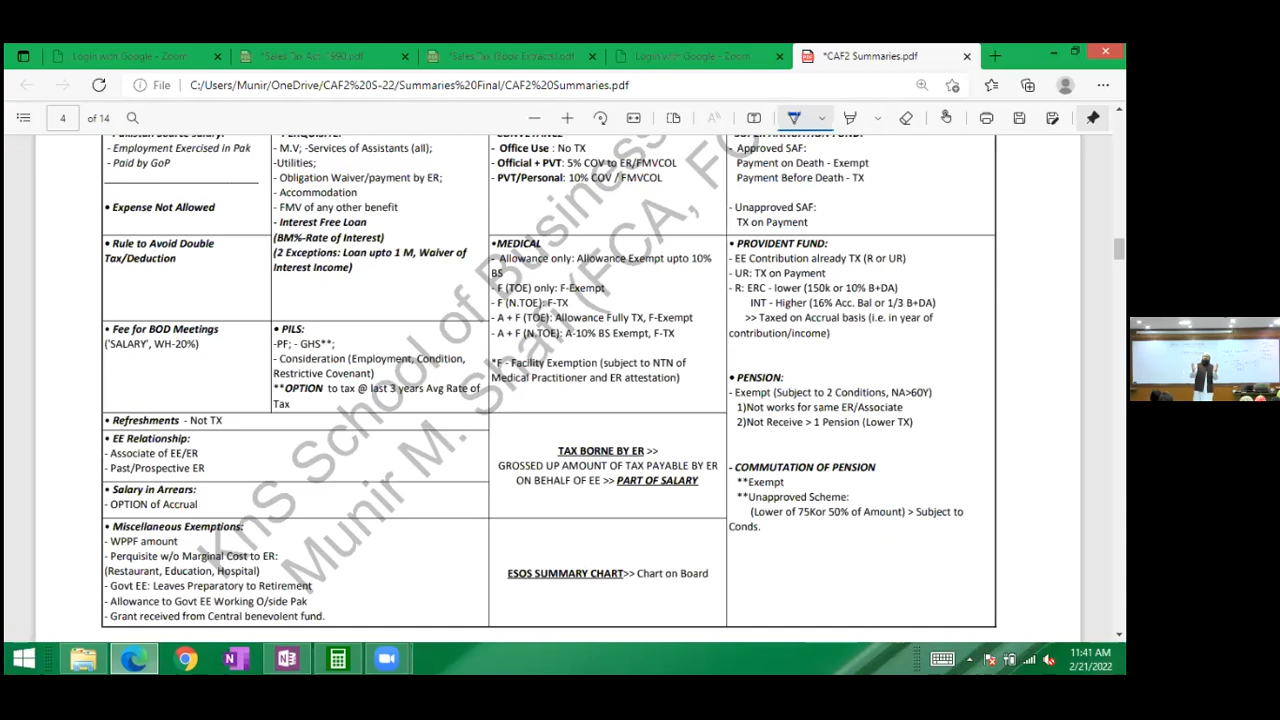 Login with Google - Zoom
*Sales Tax Act 1990.pdf
*Sales Tax (Book Extracts).pdf
Login with Google - Zoom
*CAF2 Summaries.pdf
File
C:/Users/Munir/OneDrive/CAF2%20S-22/Summaries%20Final/CAF2%20Summaries.pdf
4 of 14
Pakistan Source Salary:
- Employment Exercised in Pak
- Paid by GoP
• Expense Not Allowed
• Rule to Avoid Double
Tax/Deduction
• Fee for BOD Meetings
('SALARY', WH-20%)
• PERQUISITE:
- M.V; -Services of Assistants (all);
-Utilities;
- Obligation Waiver/payment by ER;
- Accommodation
- FMV of any other benefit
- Interest Free Loan
(BM%-Rate of Interest)
(2 Exceptions: Loan upto 1 M, Waiver of
Interest Income)
• PILS:
-PF; - GHS**;
- Consideration (Employment, Condition,
Restrictive Covenant)
**OPTION to tax @ last 3 years Avg Rate of
Tax
• Refreshments - Not TX
• EE Relationship:
- Associate of EE/ER
- Past/Prospective ER
• Salary in Arrears:
- OPTION of Accrual
• Miscellaneous Exemptions:
- WPPF amount
- Perquisite w/o Marginal Cost to ER:
(Restaurant, Education, Hospital)
- Govt EE: Leaves Preparatory to Retirement
- Allowance to Govt EE Working O/side Pak
- Grant received from Central benevolent fund.
CONVEYANCE
- Office Use : No TX
- Official + PVT: 5% COV to ER/FMVCOL
- PVT/Personal: 10% COV / FMVCOL
•MEDICAL
- Allowance only: Allowance Exempt upto 10%
BS
- F (TOE) only: F-Exempt
- F (N.TOE): F-TX
- A + F (TOE): Allowance Fully TX, F-Exempt
- A + F (N.TOE): A-10% BS Exempt, F-TX
*F - Facility Exemption (subject to NTN of
Medical Practitioner and ER attestation)
TAX BORNE BY ER >>
GROSSED UP AMOUNT OF TAX PAYABLE BY ER
ON BEHALF OF EE >> PART OF SALARY
ESOS SUMMARY CHART>> Chart on Board
SUPER ANNUATION FUND:
- Approved SAF:
Payment on Death - Exempt
Payment Before Death - TX
- Unapproved SAF:
TX on Payment
• PROVIDENT FUND:
- EE Contribution already TX (R or UR)
- UR: TX on Payment
- R: ERC - lower (150k or 10% B+DA)
INT - Higher (16% Acc. Bal or 1/3 B+DA)
>> Taxed on Accrual basis (i.e. in year of
contribution/income)
• PENSION:
- Exempt (Subject to 2 Conditions, NA>60Y)
1)Not works for same ER/Associate
2)Not Receive > 1 Pension (Lower TX)
- COMMUTATION OF PENSION
**Exempt
**Unapproved Scheme:
(Lower of 75Kor 50% of Amount) > Subject to
Conds.
KnS School of Business
Munir M. Shafi (FCA, FC
11:41 AM
2/21/2022